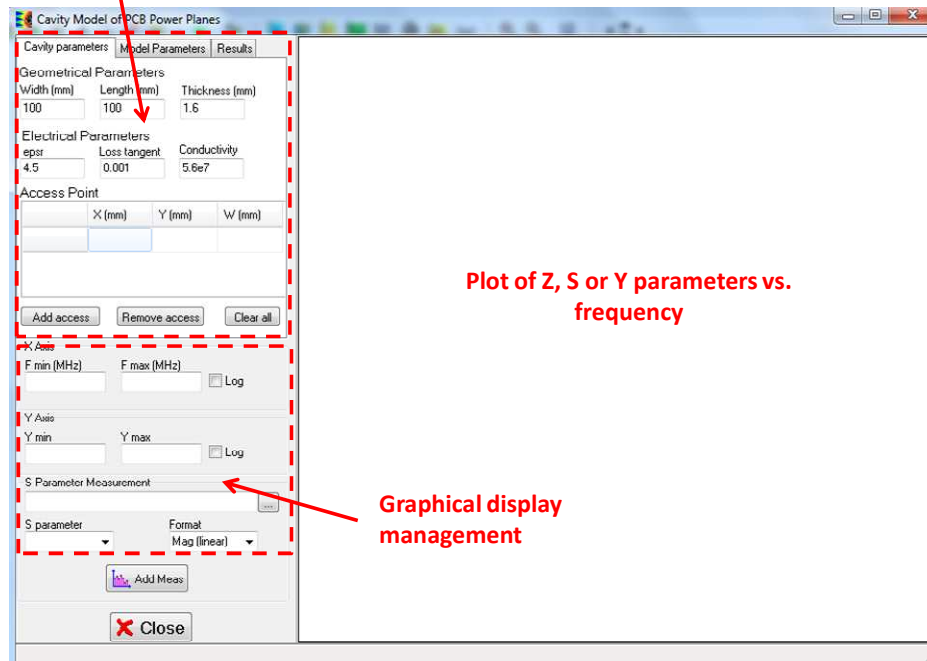 Cavity Model of PCB Power Planes
Cavity parameters Model Parameters Results
Geometrical Parameters
Width (mm) Length (mm) Thickness (mm)
100 100 1.6
Electrical Parameters
epsr Loss tangent Conductivity
4.5 0.001 5.6e7
Access Point
X (mm) Y (mm) W (mm)
Add access Remove access Clear all
X Axis
F min (MHz) F max (MHz)
Log
Y Axis
Y min Y max
Log
S Parameter Measurement
...
S parameter Format
Mag (linear)
Add Meas
Close
Plot of Z, S or Y parameters vs.
frequency
Graphical display
management